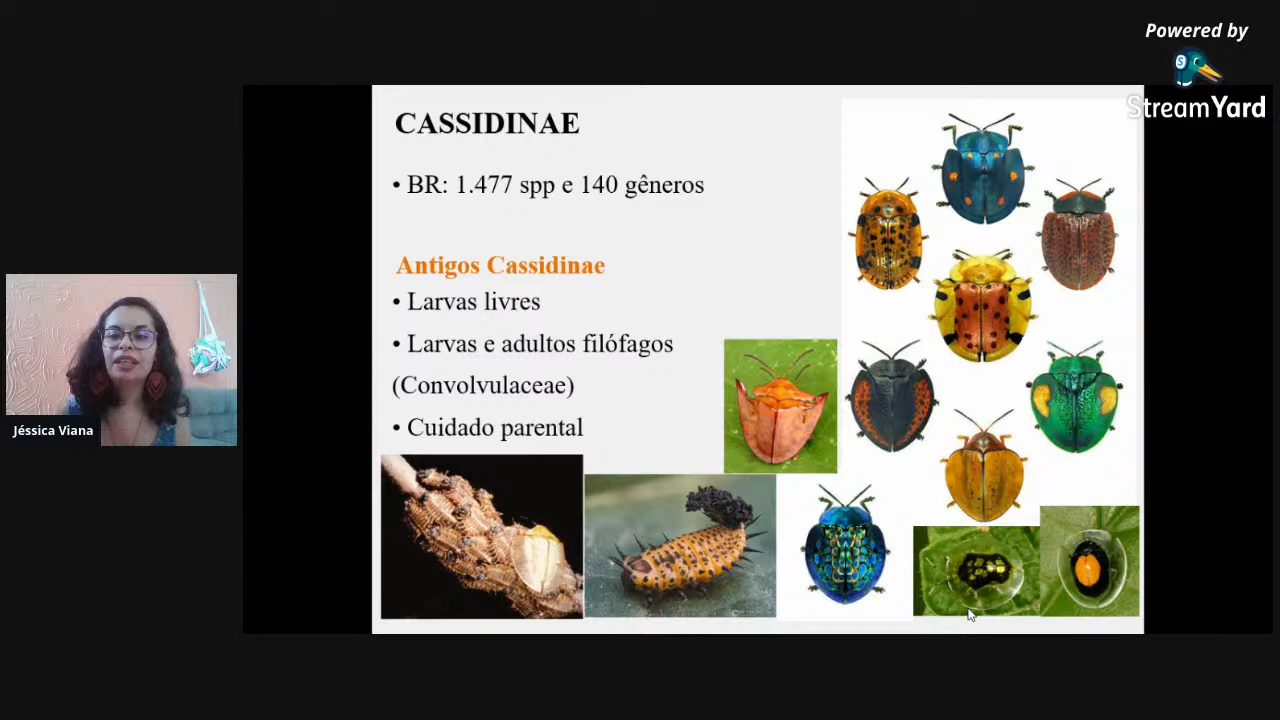 Powered by
StreamYard
CASSIDINAE
• BR: 1.477 spp e 140 gêneros
Antigos Cassidinae
• Larvas livres
• Larvas e adultos filófagos
(Convolvulaceae)
• Cuidado parental
Jéssica Viana